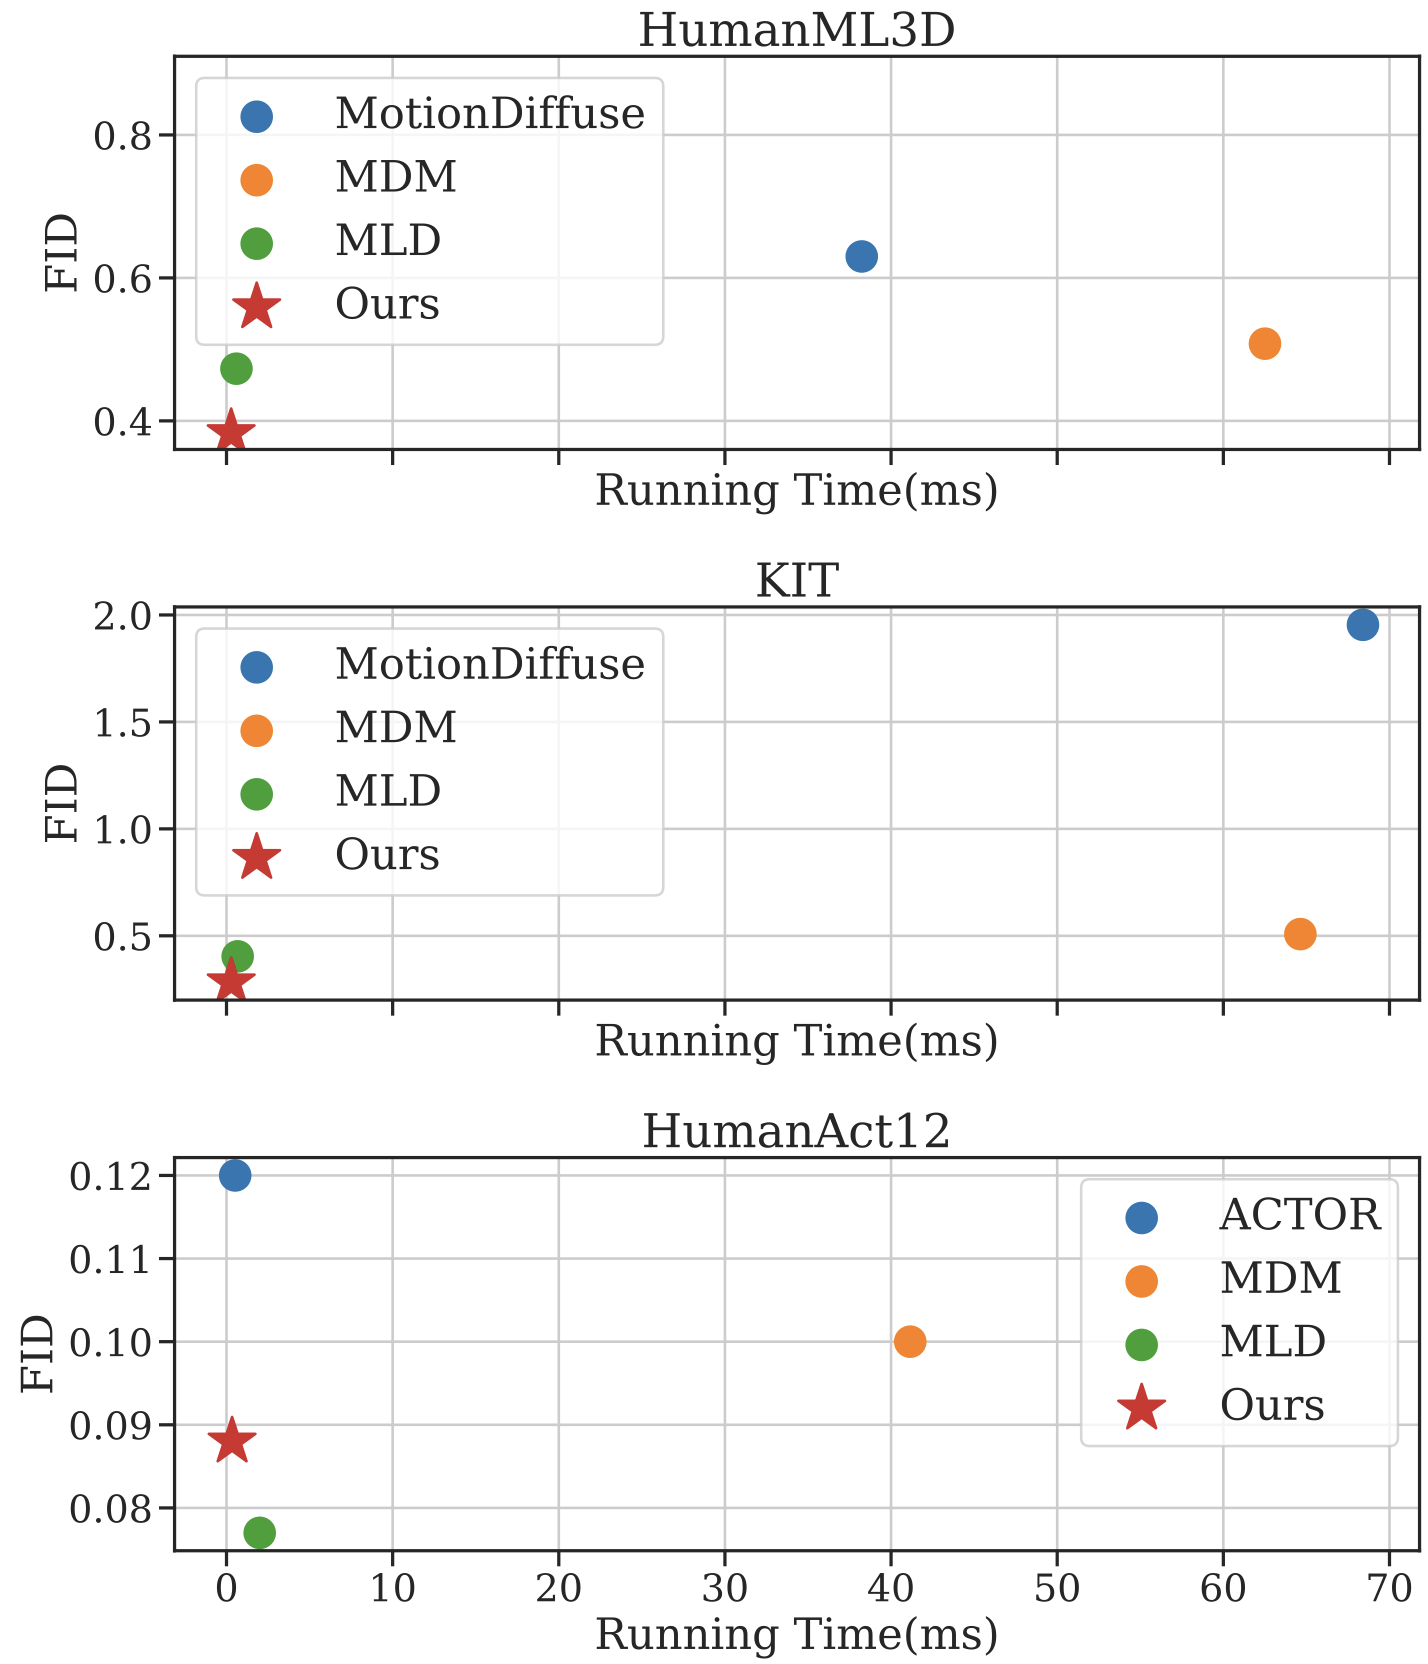 HumanML3D
MotionDiffuse
MDM
MLD
Ours
FID
0.8
0.6
0.4
Running Time(ms)
KIT
MotionDiffuse
MDM
MLD
Ours
FID
2.0
1.5
1.0
0.5
Running Time(ms)
HumanAct12
ACTOR
MDM
MLD
Ours
FID
0.12
0.11
0.10
0.09
0.08
0 10 20 30 40 50 60 70
Running Time(ms)